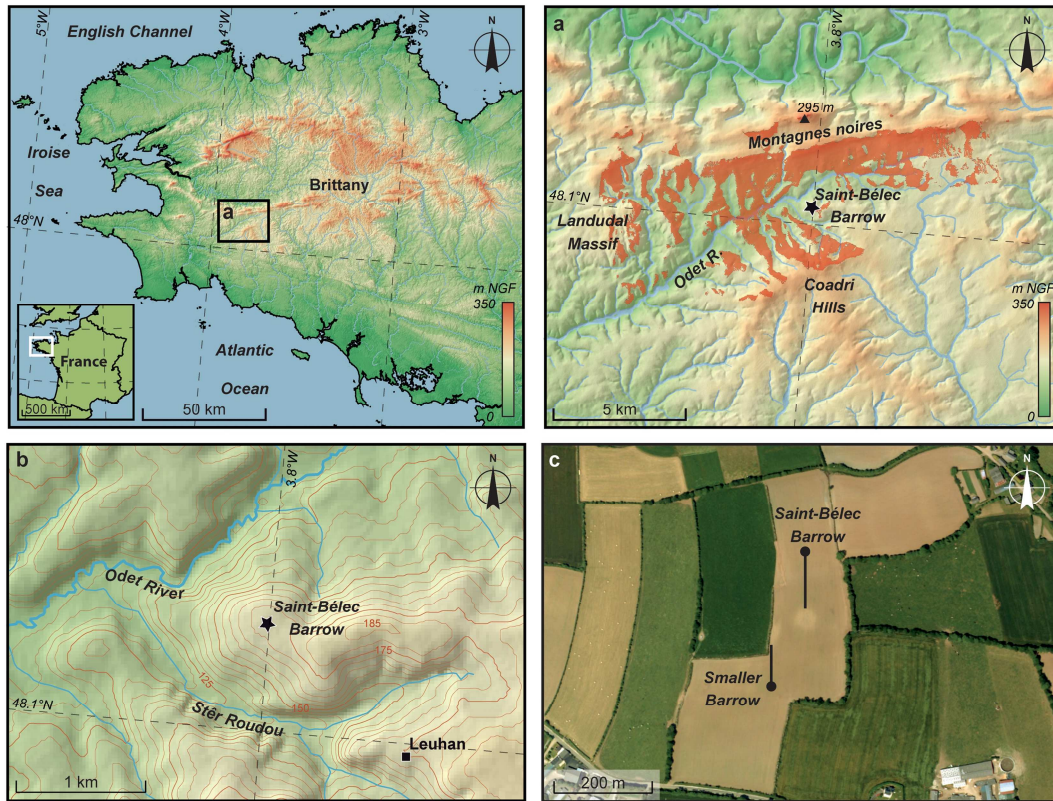 5°W
English Channel
4°W
3°W
N
Iroise
Sea
48°N
Brittany
a
Atlantic
Ocean
France
500 km
50 km
m NGF
350
0
a
3.8°W
N
295 m
Montagnes noires
48.1°N
Saint-Bélec
Barrow
Landudal
Massif
Odet R.
Coadri
Hills
m NGF
350
0
5 km
b
3.8°W
N
Odet River
Saint-Bélec
Barrow
185
175
125
150
48.1°N
Stêr Roudou
Leuhan
1 km
c
N
Saint-Bélec
Barrow
Smaller
Barrow
200 m